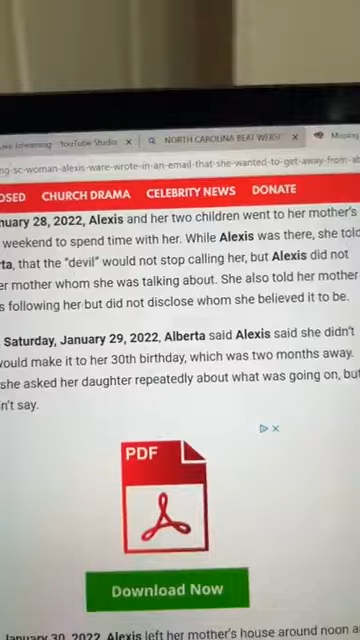 ive Streaming - YouTube Studio
NORTH CAROLINA BEAT WEBSI
Missing
ng-sc-woman-alexis-ware-wrote-in-an-email-that-she-wanted-to-get-away-from-ab
OSED CHURCH DRAMA CELEBRITY NEWS DONATE
nuary 28, 2022, Alexis and her two children went to her mother's
weekend to spend time with her. While Alexis was there, she told
ta, that the "devil" would not stop calling her, but Alexis did not
er mother whom she was talking about. She also told her mother
s following her but did not disclose whom she believed it to be.
Saturday, January 29, 2022, Alberta said Alexis said she didn't
would make it to her 30th birthday, which was two months away.
she asked her daughter repeatedly about what was going on, but
n't say.
PDF
Download Now
January 30, 2022, Alexis left her mother's house around noon a